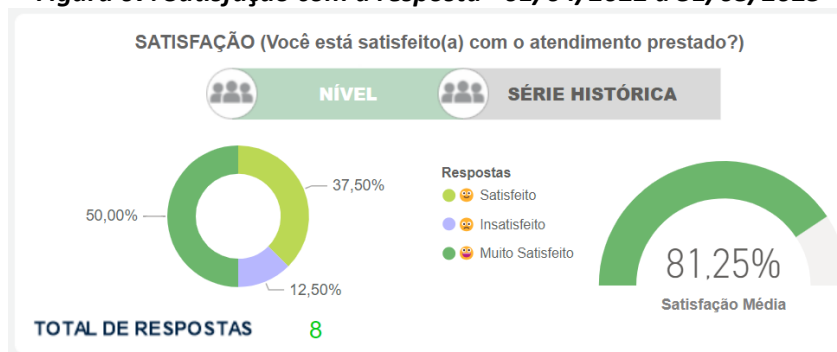 SATISFAÇÃO (Você está satisfeito(a) com o atendimento prestado?)
NÍVEL
SÉRIE HISTÓRICA
37,50%
50,00%
12,50%
Respostas
Satisfeito
Insatisfeito
Muito Satisfeito
81,25%
Satisfação Média
TOTAL DE RESPOSTAS 8